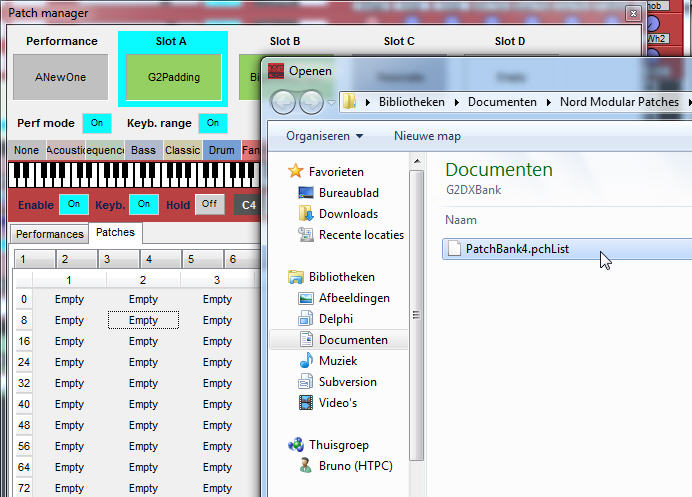 Patch manager
Performance Slot A Slot B Slot C Slot D
ANewOne G2Padding
Perf mode On Keyb. range On
None Acoustic Sequence Bass Classic Drum
Enable On Keyb. On Hold Off C4
Performances Patches
1 2 3 4 5 6
1 2 3
0 Empty Empty Empty
8 Empty Empty Empty
16 Empty Empty Empty
24 Empty Empty Empty
32 Empty Empty Empty
40 Empty Empty Empty
48 Empty Empty Empty
56 Empty Empty Empty
64 Empty Empty Empty
72 Empty Empty Empty
Openen
Bibliotheken Documenten Nord Modular Patches
Organiseren Nieuwe map
Favorieten
Bureaublad
Downloads
Recente locaties
Bibliotheken
Afbeeldingen
Delphi
Documenten
Muziek
Subversion
Video's
Thuisgroep
Bruno (HTPC)
Documenten
G2DXBank
Naam
PatchBank4.pchList
Wh2